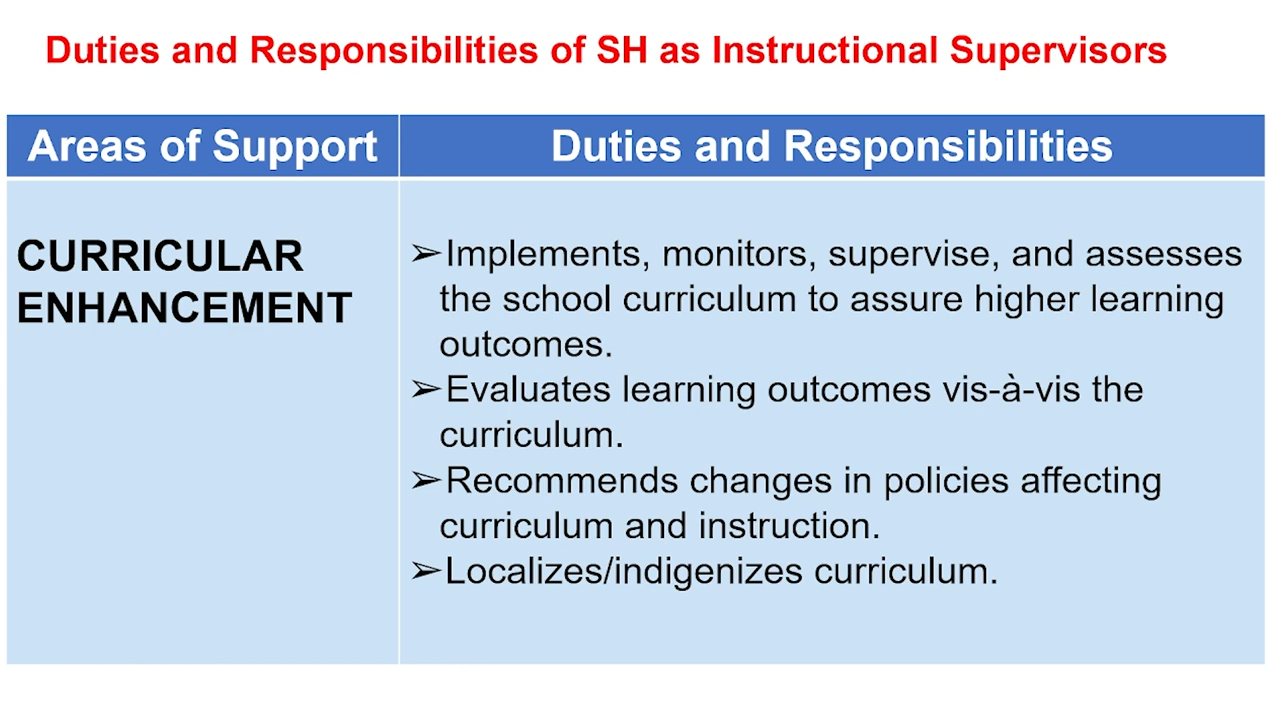 Duties and Responsibilities of SH as Instructional Supervisors
Areas of Support
Duties and Responsibilities
CURRICULAR
ENHANCEMENT
➢Implements, monitors, supervise, and assesses
the school curriculum to assure higher learning
outcomes.
➢Evaluates learning outcomes vis-à-vis the
curriculum.
➢Recommends changes in policies affecting
curriculum and instruction.
➢Localizes/indigenizes curriculum.